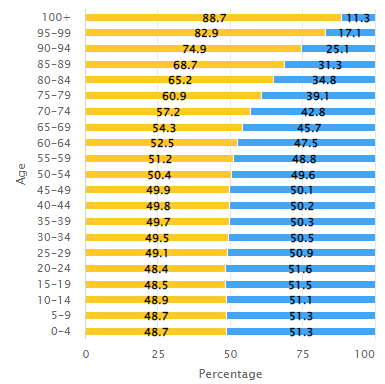 100+ 88.7 11.3
95-99 82.9 17.1
90-94 74.9 25.1
85-89 68.7 31.3
80-84 65.2 34.8
75-79 60.9 39.1
70-74 57.2 42.8
65-69 54.3 45.7
60-64 52.5 47.5
55-59 51.2 48.8
50-54 50.4 49.6
45-49 49.9 50.1
40-44 49.8 50.2
35-39 49.7 50.3
30-34 49.5 50.5
25-29 49.1 50.9
20-24 48.4 51.6
15-19 48.5 51.5
10-14 48.9 51.1
5-9 48.7 51.3
0-4 48.7 51.3
Age
0 25 50 75 100
Percentage